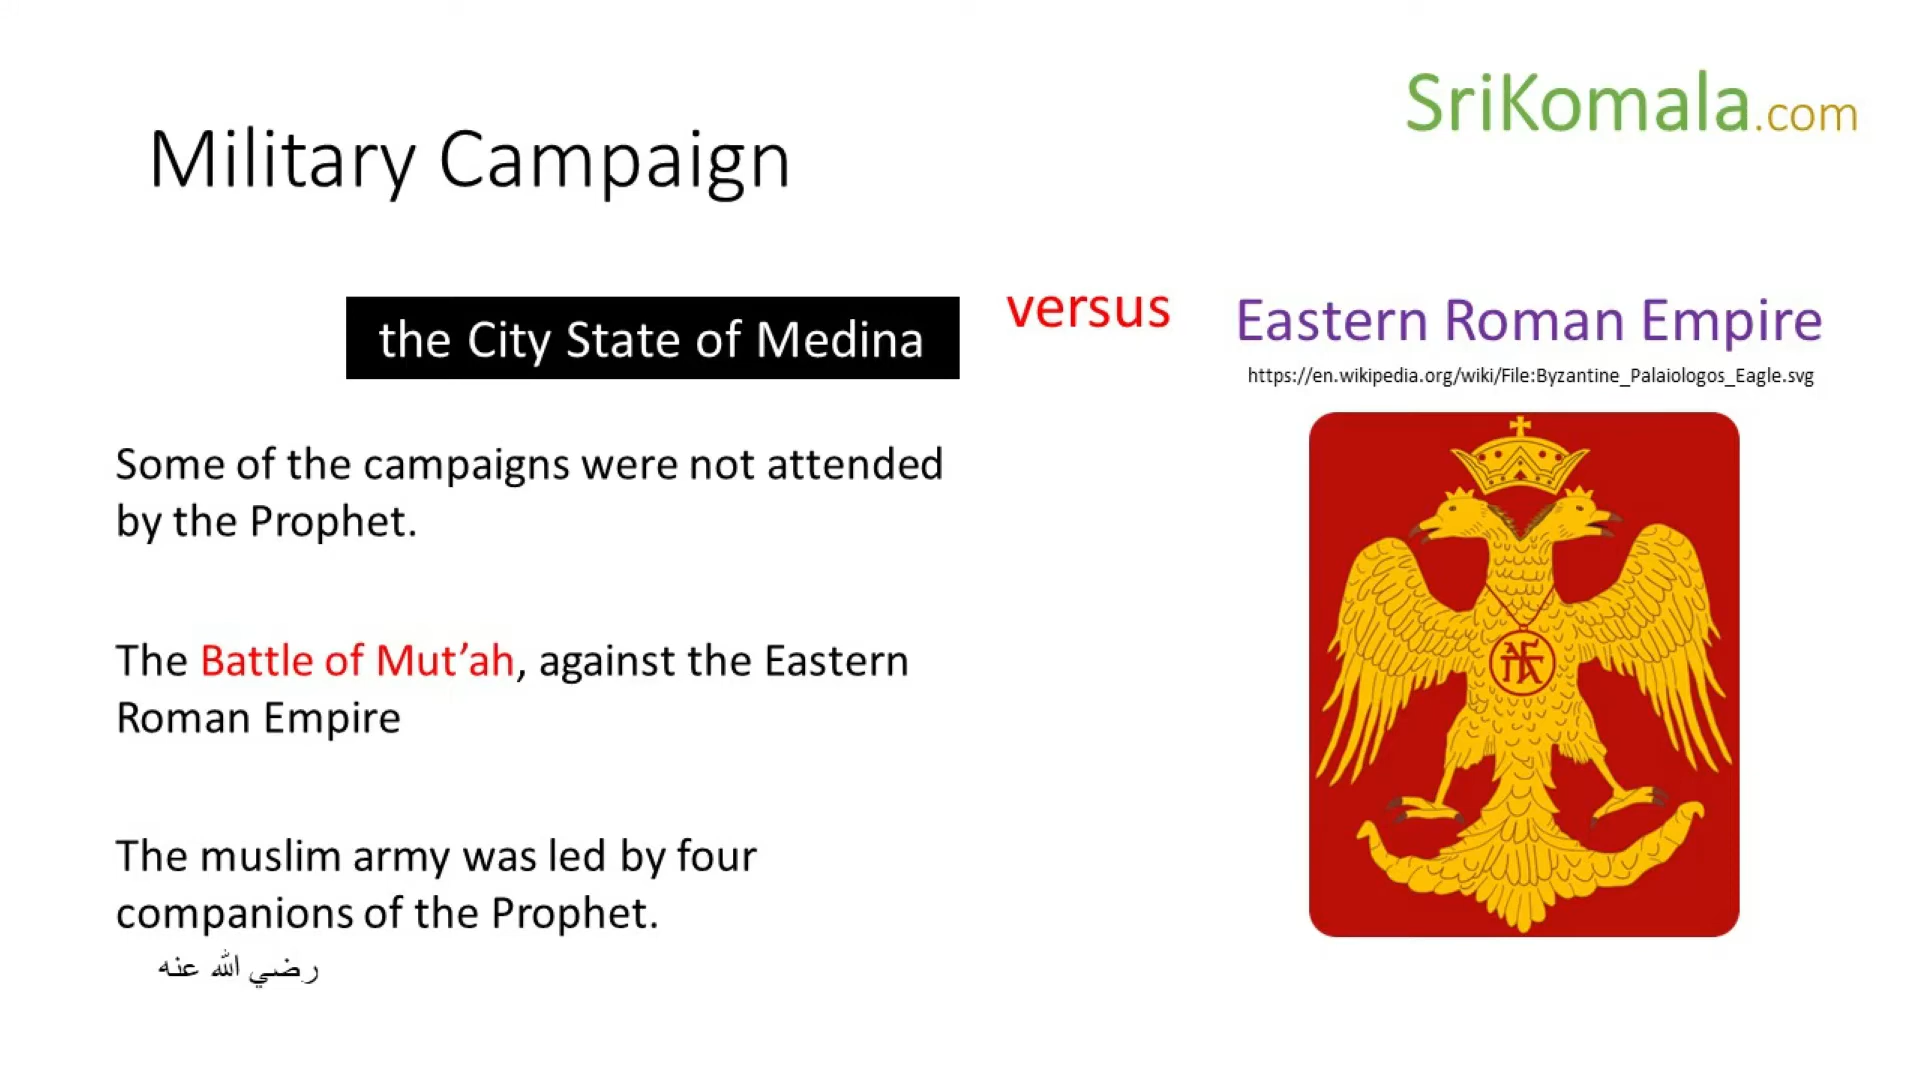 SriKomala.com
Military Campaign
the City State of Medina
versus
Eastern Roman Empire
https://en.wikipedia.org/wiki/File:Byzantine_Palaiologos_Eagle.svg
Some of the campaigns were not attended
by the Prophet.
The Battle of Mut’ah, against the Eastern
Roman Empire
The muslim army was led by four
companions of the Prophet.
رضي الله عنه